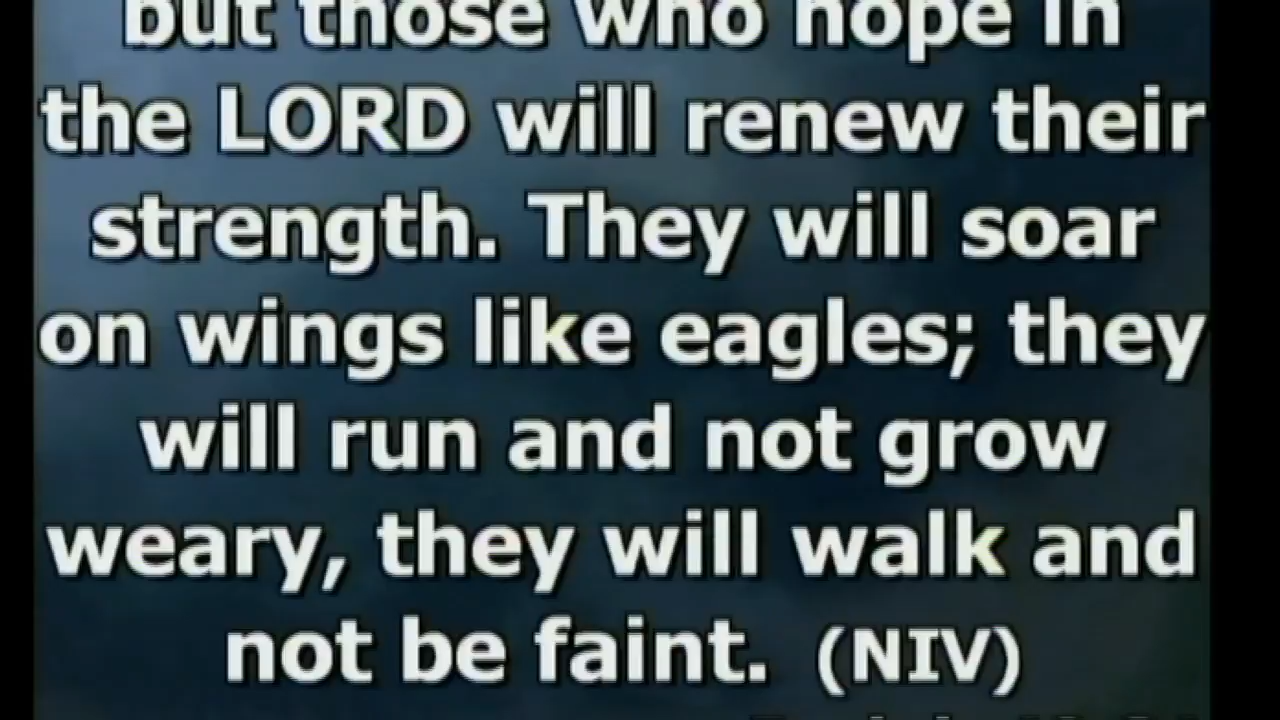 but those who hope in
the LORD will renew their
strength. They will soar
on wings like eagles; they
will run and not grow
weary, they will walk and
not be faint. (NIV)